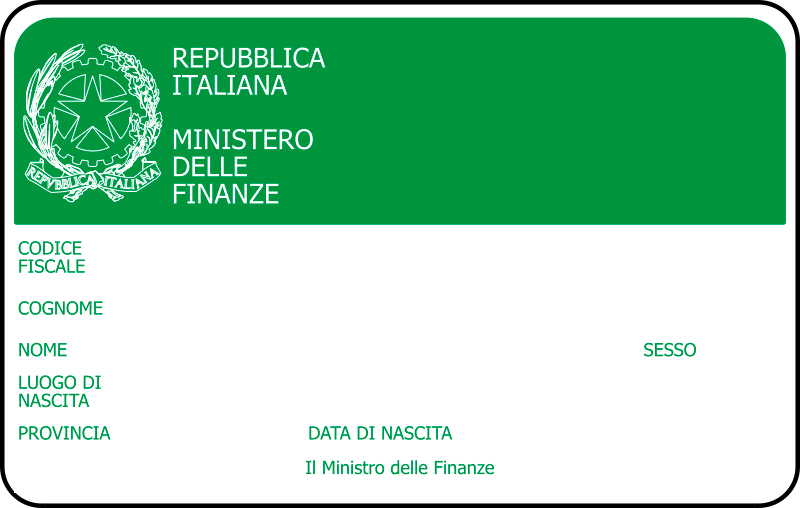 REPUBBLICA
ITALIANA
MINISTERO
DELLE
FINANZE
REPVBBLICA ITALIANA
CODICE
FISCALE
COGNOME
NOME
SESSO
LUOGO DI
NASCITA
PROVINCIA
DATA DI NASCITA
Il Ministro delle Finanze